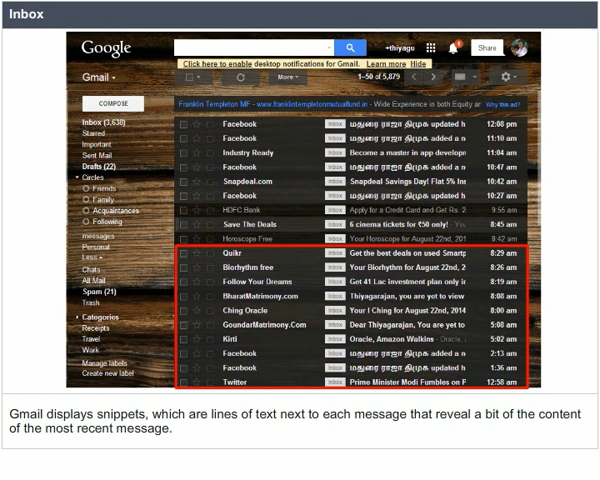 Inbox
Google
+thiyagu
1
Share
Click here to enable desktop notifications for Gmail. Learn more Hide
Gmail
More
1–50 of 5,879
COMPOSE
Franklin Templeton MF - www.franklintempletonmutualfund.in - Wide Experience in both Equity ar Why this ad?
Inbox (3,638)
Starred
Important
Sent Mail
Drafts (22)
Circles
Friends
Family
Acquaintances
Following
messages
Personal
Less
Chats
All Mail
Spam (21)
Trash
Categories
Receipts
Travel
Work
Manage labels
Create new label
Facebook Inbox மதுரை ராஜா திமுக updated h 12:08 pm
Facebook Inbox மதுரை ராஜா திமுக added a n 11:10 am
Industry Ready Inbox Become a master in app developn 11:04 am
Facebook Inbox மதுரை ராஜா திமுக added a n 10:47 am
Snapdeal.com Inbox Snapdeal Savings Day! Flat 5% In 10:42 am
Facebook Inbox மதுரை ராஜா திமுக updated h 10:27 am
HDFC Bank Inbox Apply for a Credit Card and Get Rs. 2 9:55 am
Save The Deals Inbox 6 cinema tickets for ₹50 only! - You 8:45 am
Horoscope Free Inbox Your Horoscope for August 22nd, 201 8:42 am
Quikr Inbox Get the best deals on used Smartp 8:29 am
Biorhythm free Inbox Your Biorhythm for August 22nd, 2 8:26 am
Follow Your Dreams Inbox Get 41 Lac investment plan only ir 8:19 am
BharatMatrimony.com Inbox Thiyagarajan, you are yet to view 8:08 am
Ching Oracle Inbox Your I Ching for August 22nd, 2014 8:00 am
GoundarMatrimony.Com Inbox Dear Thiyagarajan, You are yet to 5:08 am
Kirti Inbox Oracle, Amazon Walkins - Oracle, 5:02 am
Facebook Inbox மதுரை ராஜா திமுக added a n 2:13 am
Facebook Inbox மதுரை ராஜா திமுக updated h 1:36 am
Twitter Inbox Prime Minister Modi Fumbles on P 12:58 am
Gmail displays snippets, which are lines of text next to each message that reveal a bit of the content
of the most recent message.